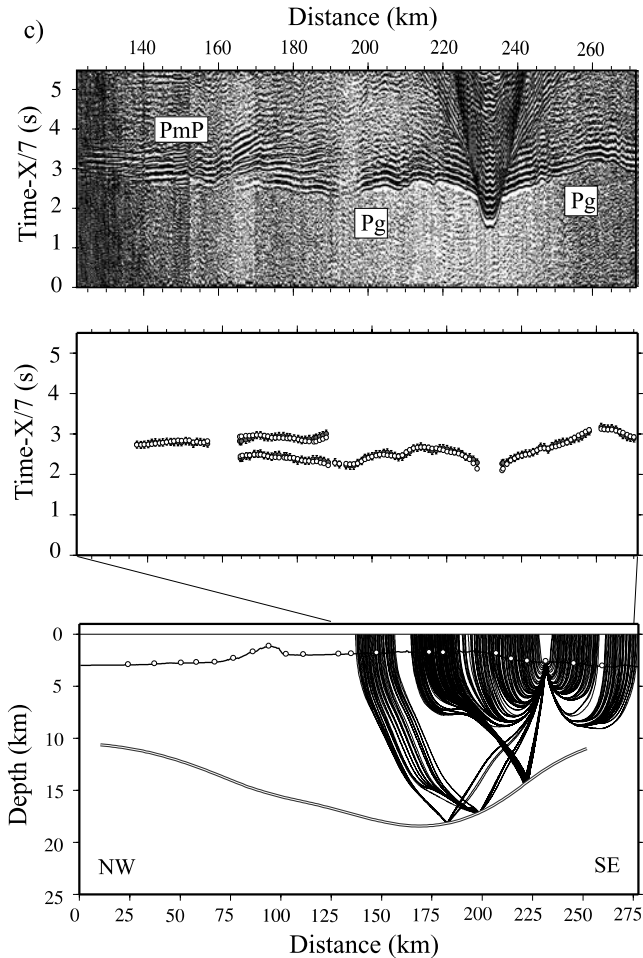 c)
Distance (km)
140 160 180 190 200 220 240 260
Time-X/7 (s)
5
4
3
2
1
0
PmP
Pg
Pg
Time-X/7 (s)
5
4
3
2
1
0
Depth (km)
0
5
10
15
20
25
NW
SE
0 25 50 75 100 125 150 175 200 225 250 275
Distance (km)